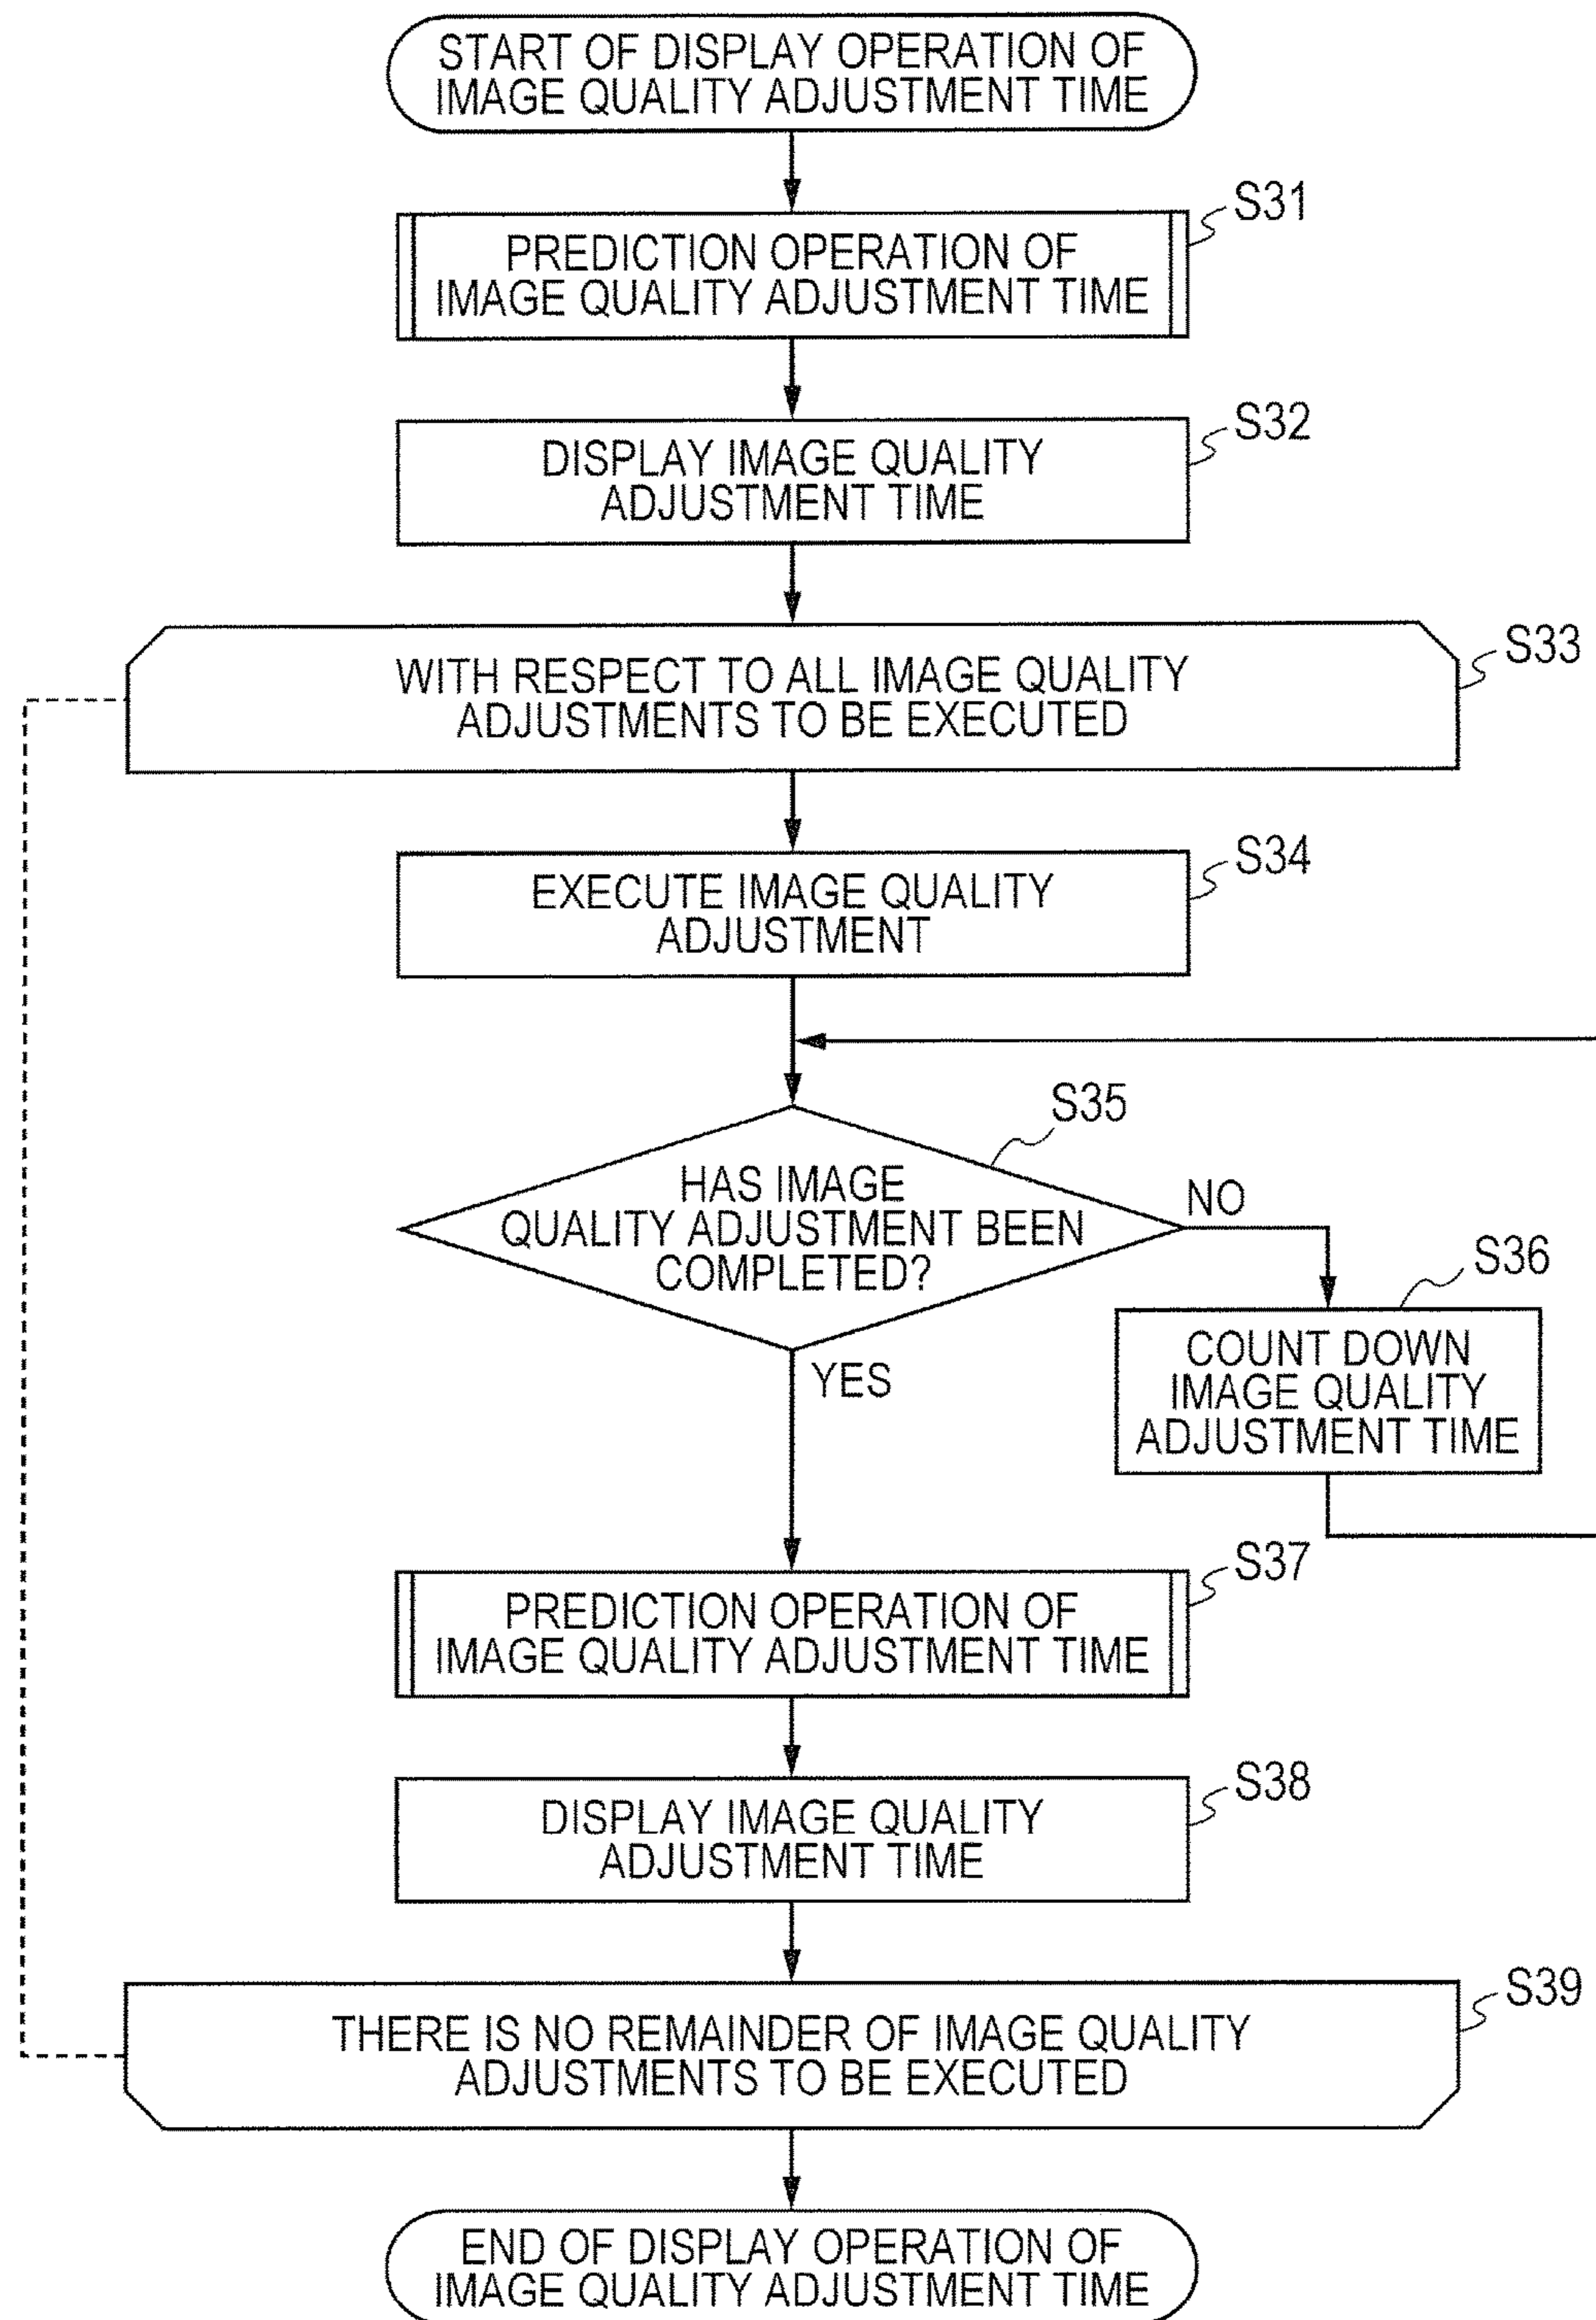 START OF DISPLAY OPERATION OF
IMAGE QUALITY ADJUSTMENT TIME
S31
PREDICTION OPERATION OF
IMAGE QUALITY ADJUSTMENT TIME
S32
DISPLAY IMAGE QUALITY
ADJUSTMENT TIME
S33
WITH RESPECT TO ALL IMAGE QUALITY
ADJUSTMENTS TO BE EXECUTED
S34
EXECUTE IMAGE QUALITY
ADJUSTMENT
S35
HAS IMAGE
QUALITY ADJUSTMENT BEEN
COMPLETED?
NO
S36
COUNT DOWN
IMAGE QUALITY
ADJUSTMENT TIME
YES
S37
PREDICTION OPERATION OF
IMAGE QUALITY ADJUSTMENT TIME
S38
DISPLAY IMAGE QUALITY
ADJUSTMENT TIME
S39
THERE IS NO REMAINDER OF IMAGE QUALITY
ADJUSTMENTS TO BE EXECUTED
END OF DISPLAY OPERATION OF
IMAGE QUALITY ADJUSTMENT TIME